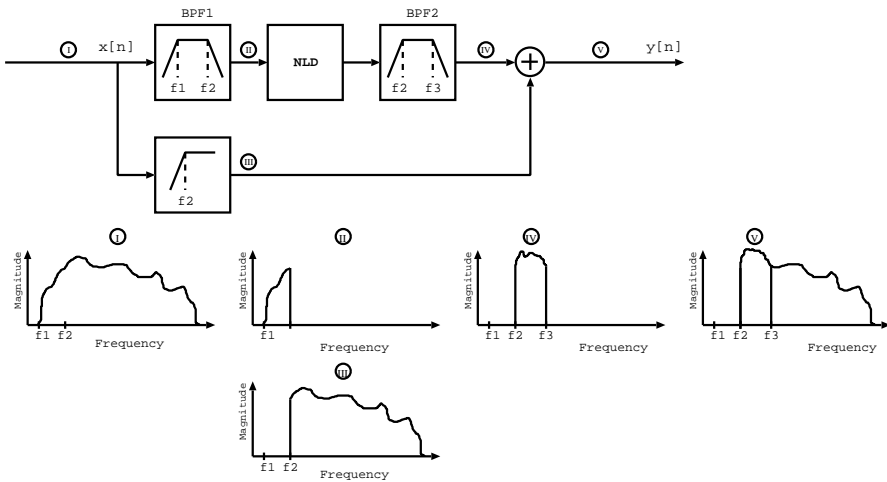 BPF1 BPF2
I x[n] II NLD IV V y[n]
f1 f2 f2 f3
III
f2
I II IV V
Magnitude Magnitude Magnitude Magnitude
f1 f2 f1 f1 f2 f3 f1 f2 f3
Frequency Frequency Frequency Frequency
III
Magnitude
f1 f2
Frequency